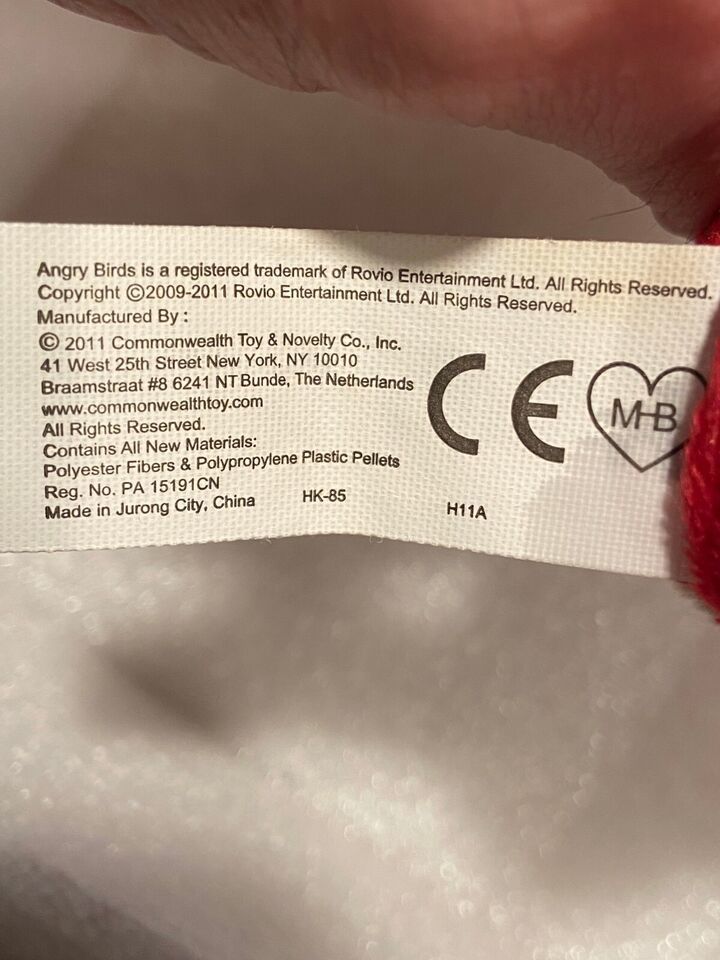 Angry Birds is a registered trademark of Rovio Entertainment Ltd. All Rights Reserved.
Copyright ©2009-2011 Rovio Entertainment Ltd. All Rights Reserved.
Manufactured By :
© 2011 Commonwealth Toy & Novelty Co., Inc.
41 West 25th Street New York, NY 10010
Braamstraat #8 6241 NT Bunde, The Netherlands
www.commonwealthtoy.com
All Rights Reserved.
Contains All New Materials:
Polyester Fibers & Polypropylene Plastic Pellets
Reg. No. PA 15191CN
Made in Jurong City, China HK-85 H11A
CE
MHB